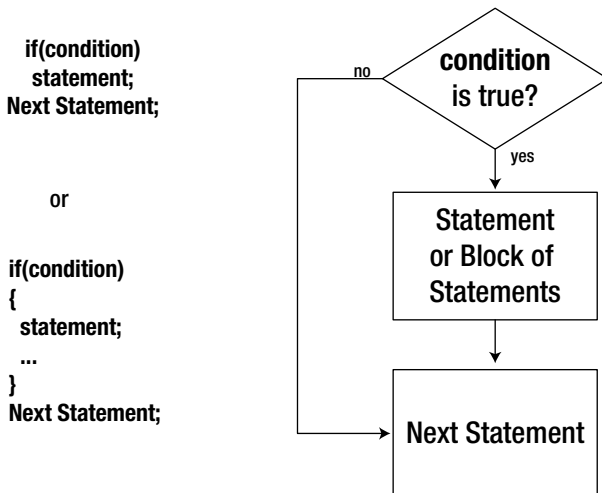 if(condition)
statement;
Next Statement;
or
if(condition)
{
statement;
...
}
Next Statement;
condition
is true?
no
yes
Statement
or Block of
Statements
Next Statement